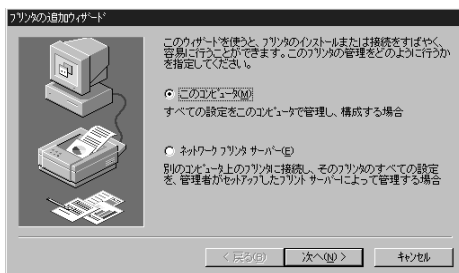 プリンタの追加ウィザード
このウィザードを使うと、プリンタのインストールまたは接続をすばやく、
容易に行うことができます。このプリンタの管理をどのように行うか
を指定してください。
このコンピュータ(M)
すべての設定をこのコンピュータで管理し、構成する場合
ネットワーク プリンタ サーバー(E)
別のコンピュータ上のプリンタに接続し、そのプリンタのすべての設定
を、管理者がセットアップしたプリント サーバーによって管理する場合
< 戻る(B) 次へ(N) > キャンセル